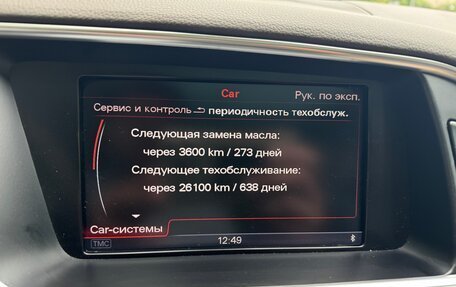 Car
Рук. по эксп.
Сервис и контроль периодичность техобслуж.
Следующая замена масла:
через 3600 km / 273 дней
Следующее техобслуживание:
через 26100 km / 638 дней
Car-системы
TMC
12:49